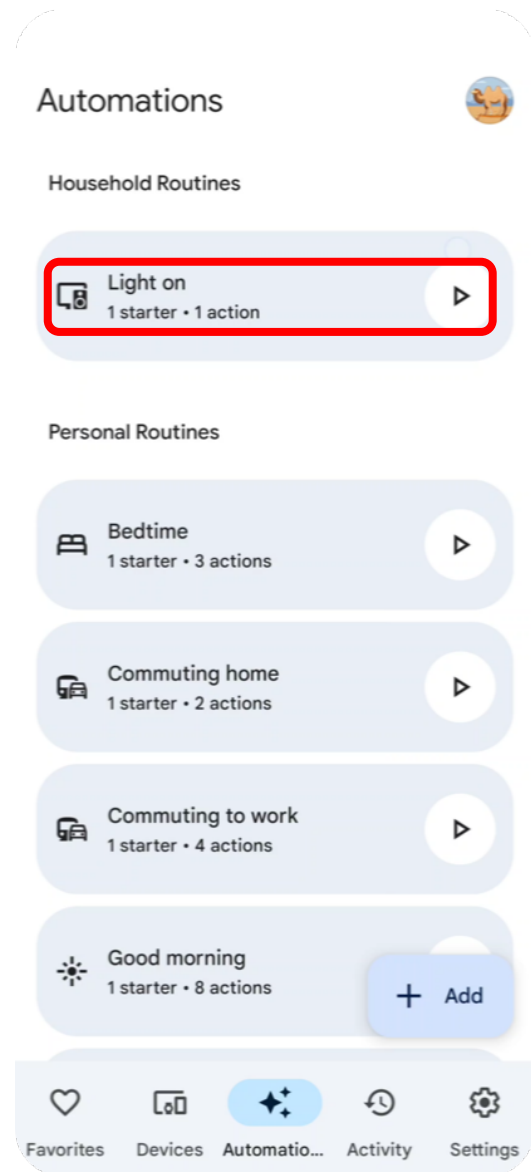 Automations
Household Routines
Light on
1 starter • 1 action
Personal Routines
Bedtime
1 starter • 3 actions
Commuting home
1 starter • 2 actions
Commuting to work
1 starter • 4 actions
Good morning
1 starter • 8 actions
+ Add
Favorites Devices Automatio... Activity Settings